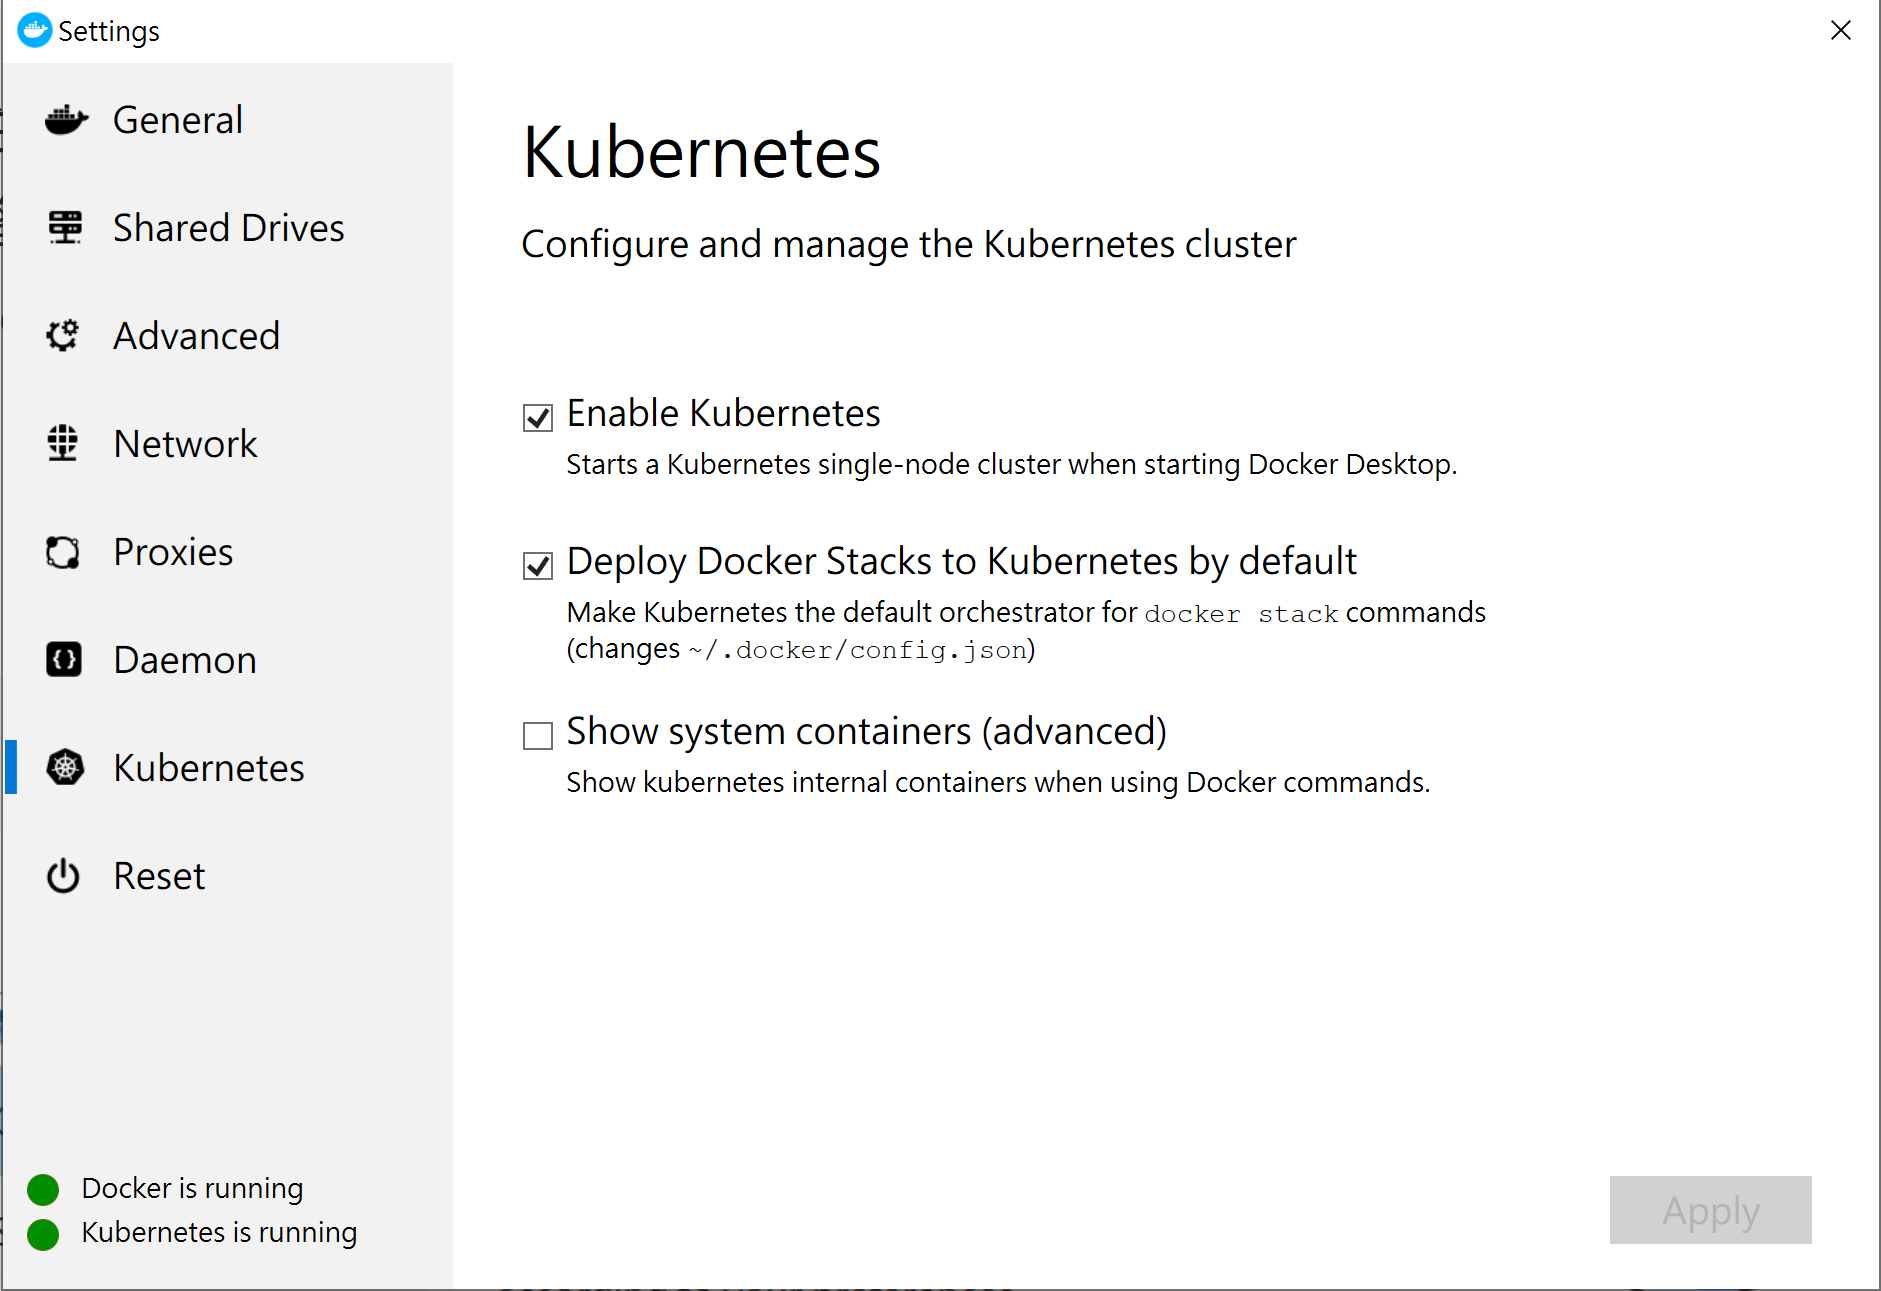 Settings
General
Shared Drives
Advanced
Network
Proxies
Daemon
Kubernetes
Reset
Docker is running
Kubernetes is running
Kubernetes
Configure and manage the Kubernetes cluster
Enable Kubernetes
Starts a Kubernetes single-node cluster when starting Docker Desktop.
Deploy Docker Stacks to Kubernetes by default
Make Kubernetes the default orchestrator for docker stack commands
(changes ~/.docker/config.json)
Show system containers (advanced)
Show kubernetes internal containers when using Docker commands.
Apply